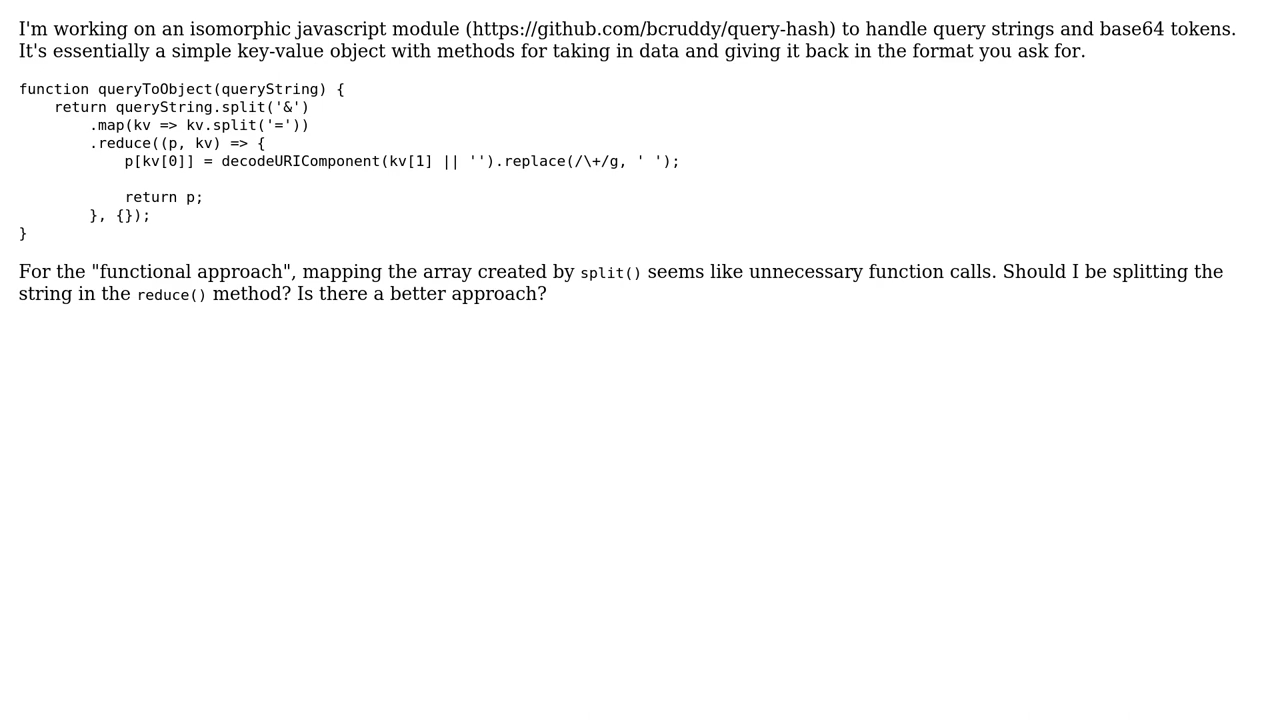 I'm working on an isomorphic javascript module (https://github.com/bcruddy/query-hash) to handle query strings and base64 tokens.
It's essentially a simple key-value object with methods for taking in data and giving it back in the format you ask for.
function queryToObject(queryString) {
    return queryString.split('&')
        .map(kv => kv.split('='))
        .reduce((p, kv) => {
            p[kv[0]] = decodeURIComponent(kv[1] || '').replace(/\+/g, ' ');
            return p;
        }, {});
}
For the "functional approach", mapping the array created by split() seems like unnecessary function calls. Should I be splitting the
string in the reduce() method? Is there a better approach?